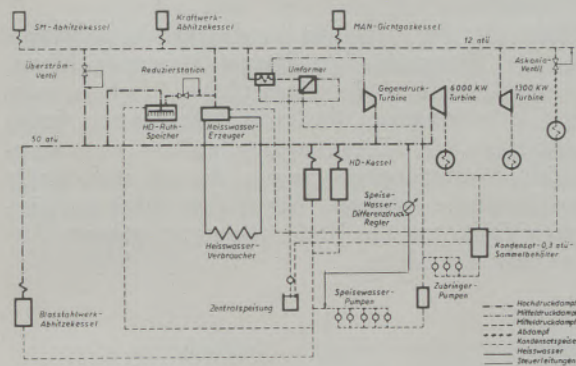 SM-Abhitzekessel
Kraftwerk-
Abhitzekessel
MAN-Gichtgaskessel
12 atü
Überström-
Ventil
Reduzierstation
Umformer
Gegendruck-
Turbine
6000 KW
Turbine
1300 KW
Turbine
Askania-
Ventil
HD-Ruth-
Speicher
Heisswasser-
Erzeuger
50 atü
HD-Kessel
Speise-
Wasser-
Differenzdruck
Regler
Heisswasser-
Verbraucher
Kondensat-0,3 atü-
Sammelbehälter
Zubringer-
Pumpen
Zentralspeisung
Speisewasser-
Pumpen
Blasstahlwerk-
Abhitzekessel
Hochdruckdampf
Mitteldruckdampf
Mitteldruckdampf
Abdampf
Kondensatspeise
Heisswasser
Steuerleitungen